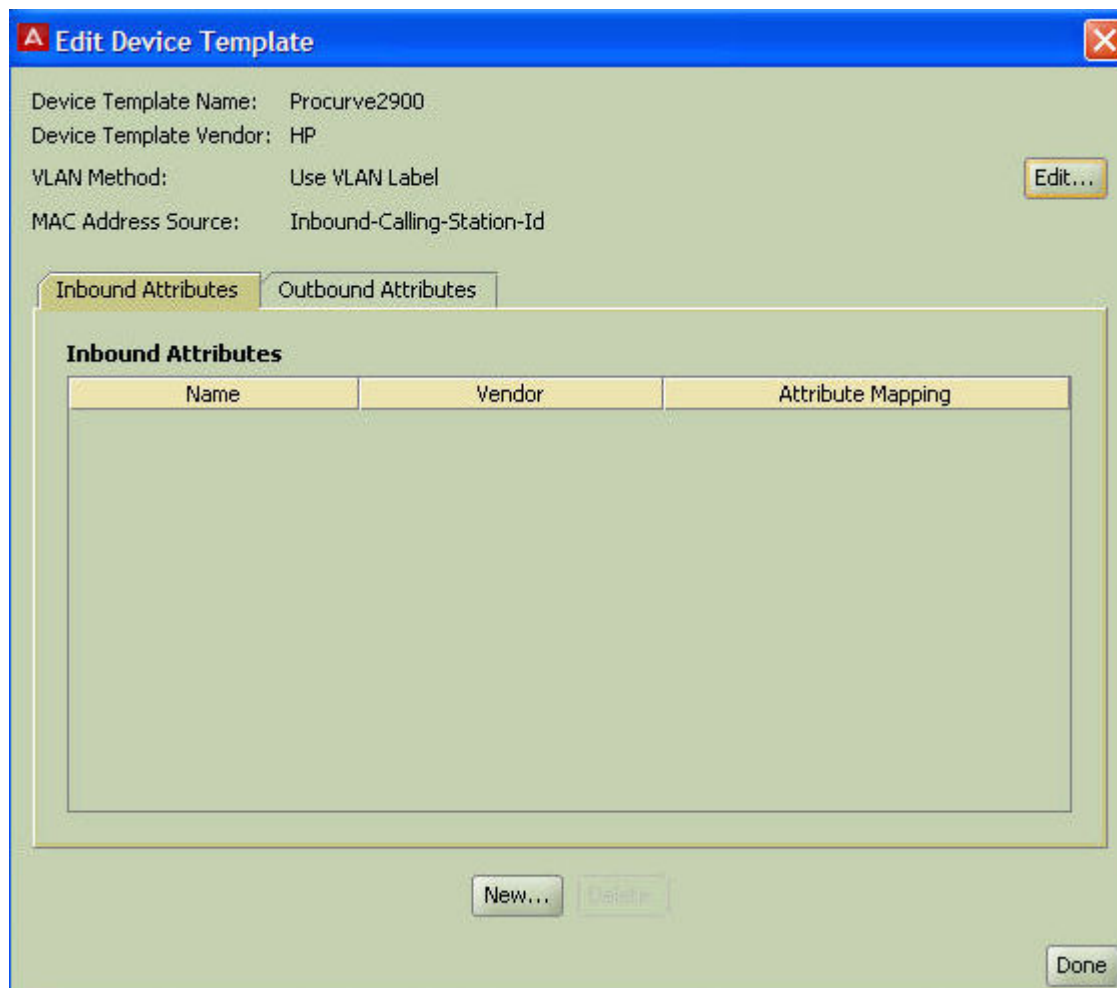 A Edit Device Template
Device Template Name: Procurve2900
Device Template Vendor: HP
VLAN Method: Use VLAN Label
Edit...
MAC Address Source: Inbound-Calling-Station-Id
Inbound Attributes Outbound Attributes
Inbound Attributes
Name Vendor Attribute Mapping
New... Delete
Done